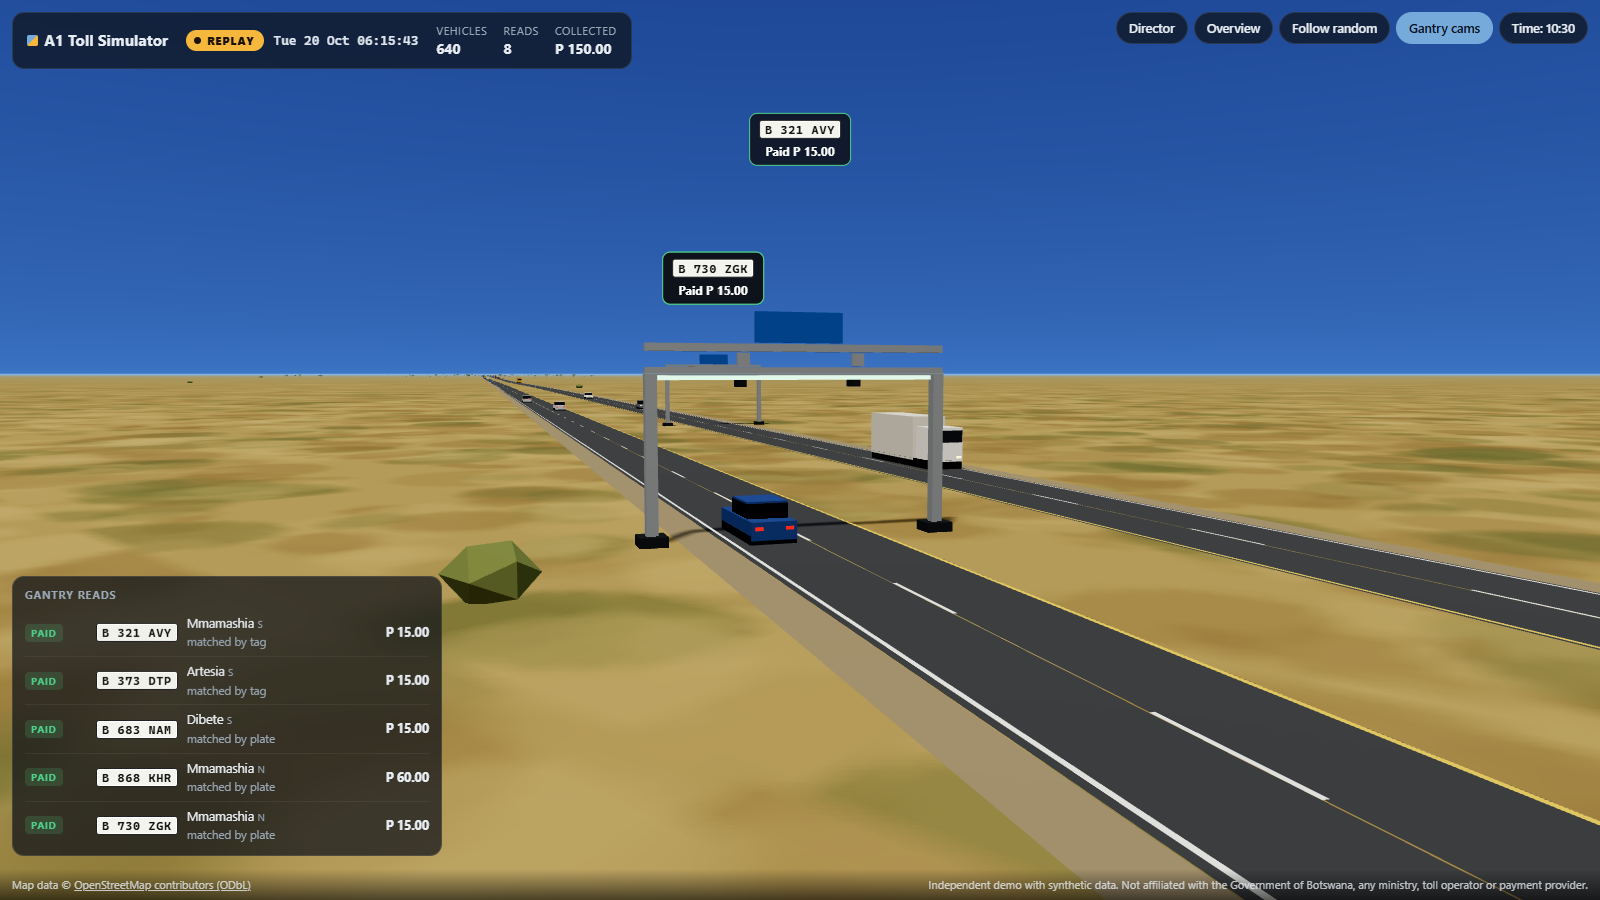 A1 Toll Simulator
REPLAY
Tue 20 Oct 06:15:43
VEHICLES
640
READS
8
COLLECTED
P 150.00
Director
Overview
Follow random
Gantry cams
Time: 10:30
B 321 AVY
Paid P 15.00
B 730 ZGK
Paid P 15.00
GANTRY READS
PAID B 321 AVY Mmamashia S P 15.00
matched by tag
PAID B 373 DTP Artesia S P 15.00
matched by tag
PAID B 683 NAM Dibete S P 15.00
matched by plate
PAID B 868 KHR Mmamashia N P 60.00
matched by plate
PAID B 730 ZGK Mmamashia N P 15.00
matched by plate
Map data © OpenStreetMap contributors (ODbL)
Independent demo with synthetic data. Not affiliated with the Government of Botswana, any ministry, toll operator or payment provider.